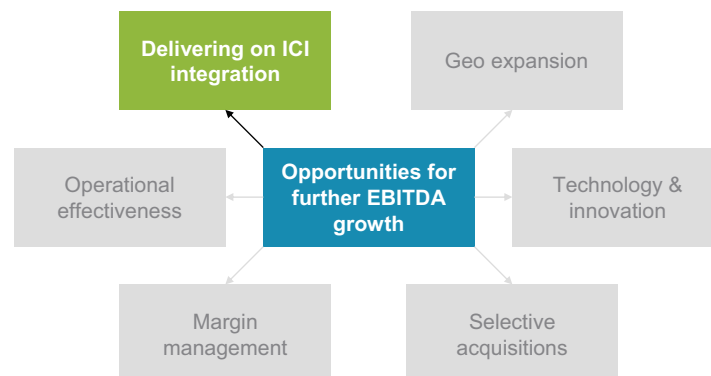 Delivering on ICI
integration
Geo expansion
Operational
effectiveness
Opportunities for
further EBITDA
growth
Technology &
innovation
Margin
management
Selective
acquisitions